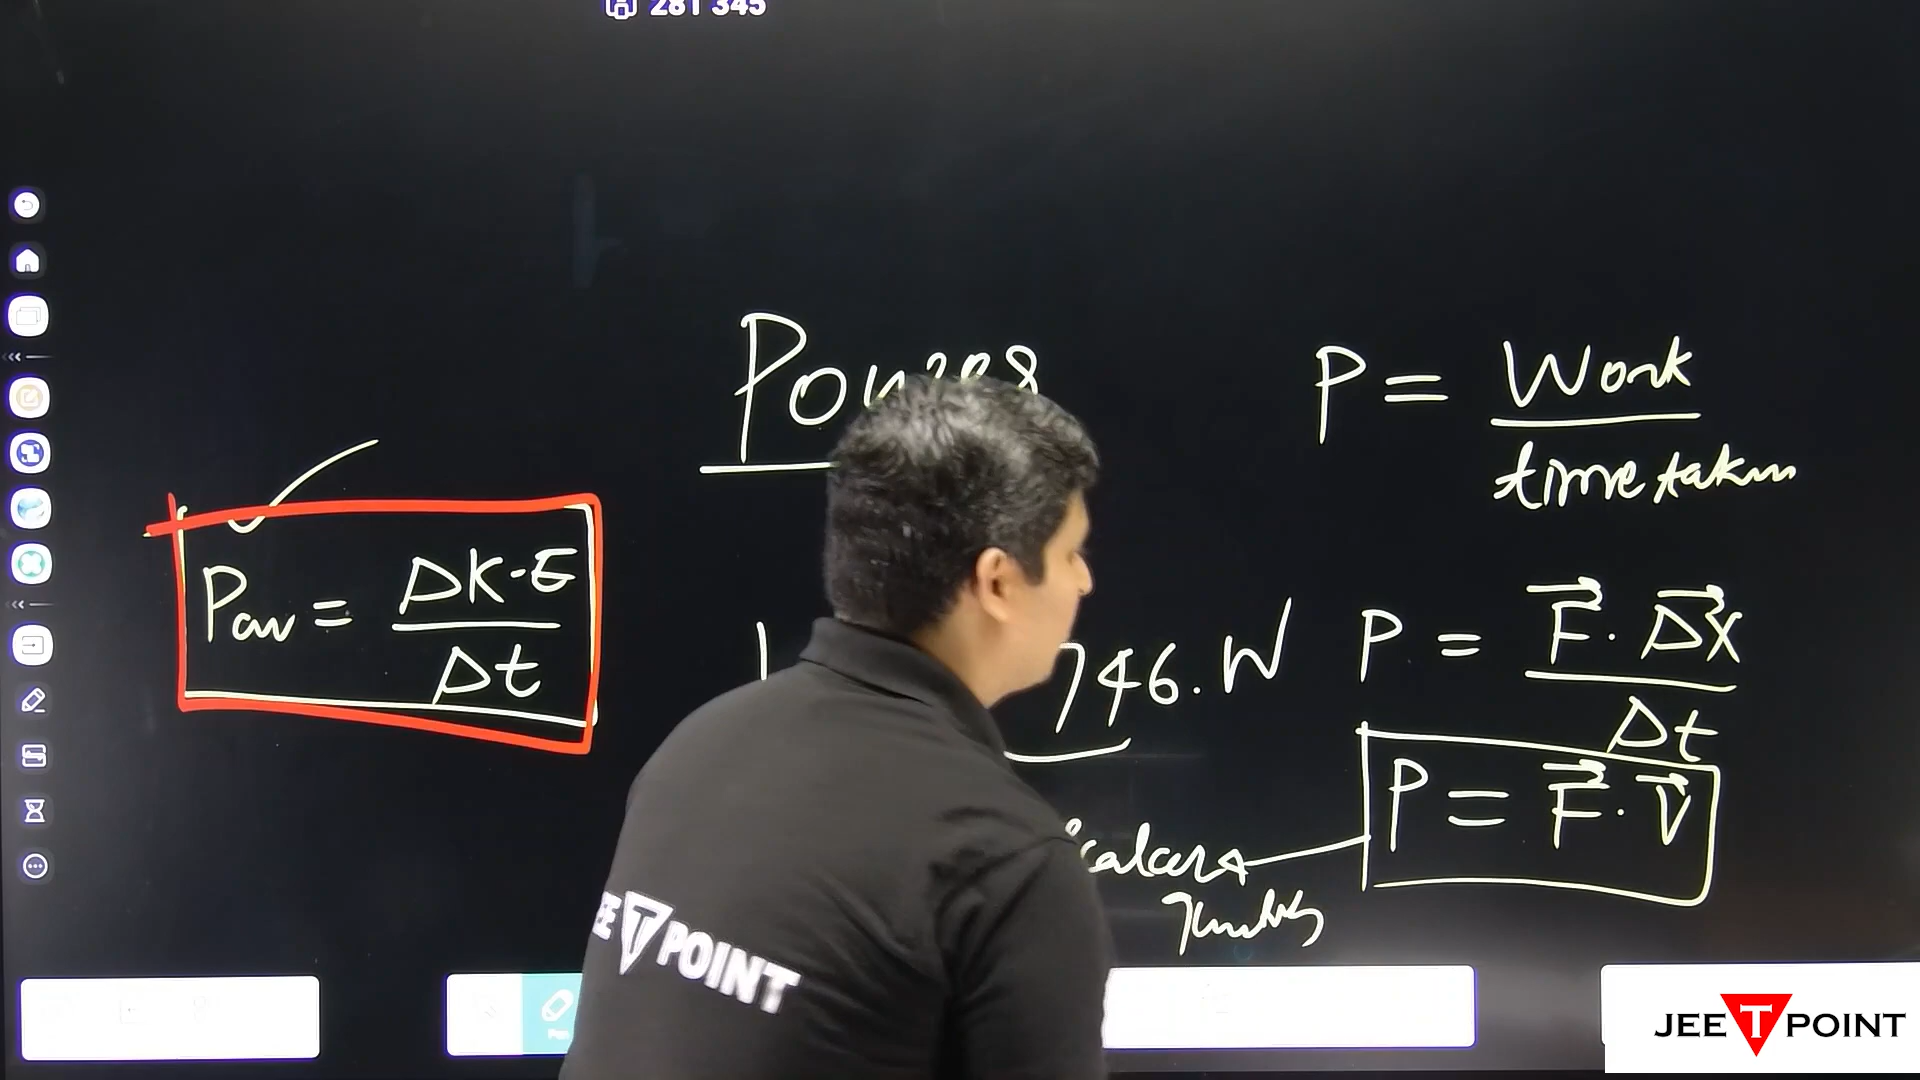 281 345
Power
P = Work / time taken
Pav = ΔK·E / Δt
746. W
P = F⃗ · Δx⃗ / Δt
P = F⃗ · V⃗
JEE T POINT
JEE T POINT